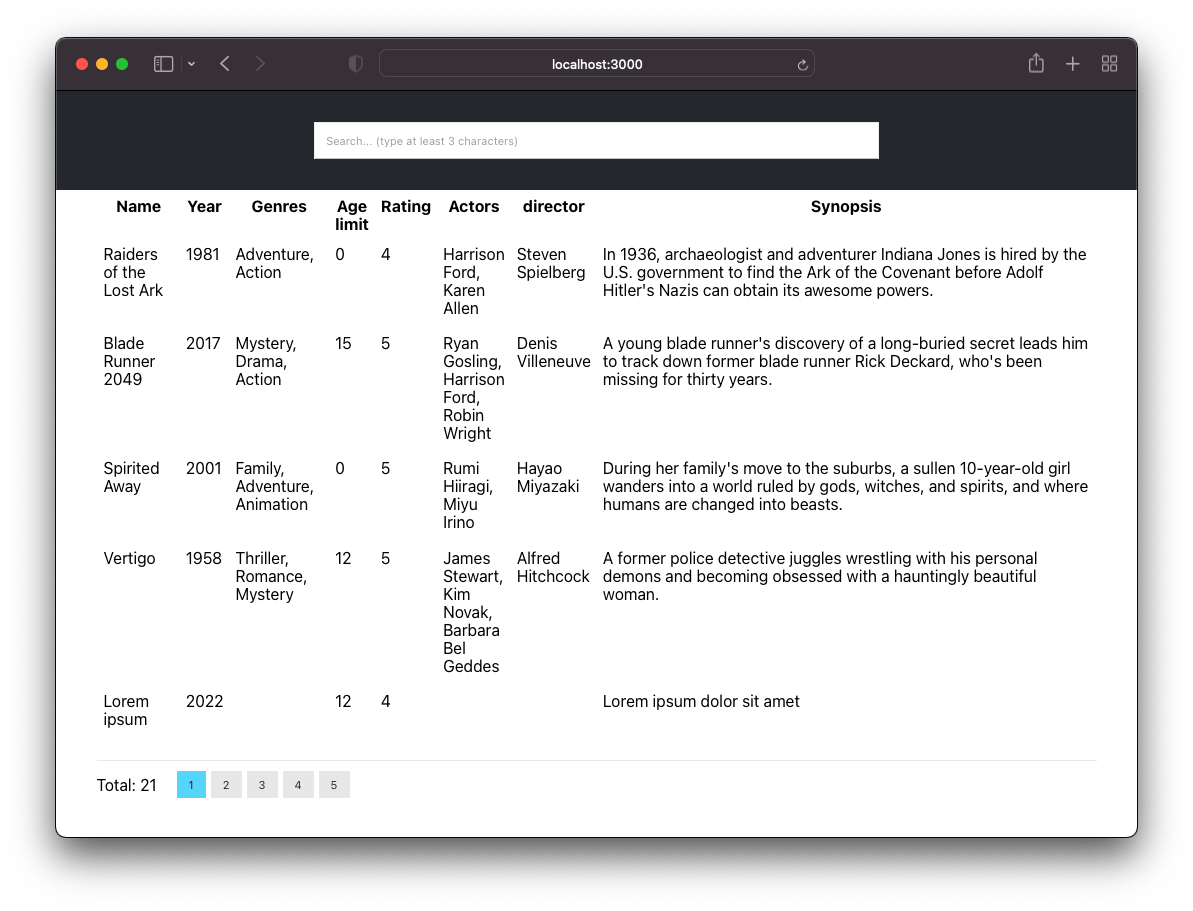 localhost:3000
Search... (type at least 3 characters)
Name Year Genres Age limit Rating Actors director Synopsis
Raiders 1981 Adventure, 0 4 Harrison Steven In 1936, archaeologist and adventurer Indiana Jones is hired by the
of the Action Ford, Spielberg U.S. government to find the Ark of the Covenant before Adolf
Lost Ark Karen Hitler's Nazis can obtain its awesome powers.
Allen
Blade 2017 Mystery, 15 5 Ryan Denis A young blade runner's discovery of a long-buried secret leads him
Runner Drama, Gosling, Villeneuve to track down former blade runner Rick Deckard, who's been
2049 Action Harrison missing for thirty years.
Ford,
Robin
Wright
Spirited 2001 Family, 0 5 Rumi Hayao During her family's move to the suburbs, a sullen 10-year-old girl
Away Adventure, Hiiragi, Miyazaki wanders into a world ruled by gods, witches, and spirits, and where
Animation Miyu humans are changed into beasts.
Irino
Vertigo 1958 Thriller, 12 5 James Alfred A former police detective juggles wrestling with his personal
Romance, Stewart, Hitchcock demons and becoming obsessed with a hauntingly beautiful
Mystery Kim woman.
Novak,
Barbara
Bel
Geddes
Lorem 2022 12 4 Lorem ipsum dolor sit amet
ipsum
Total: 21 1 2 3 4 5